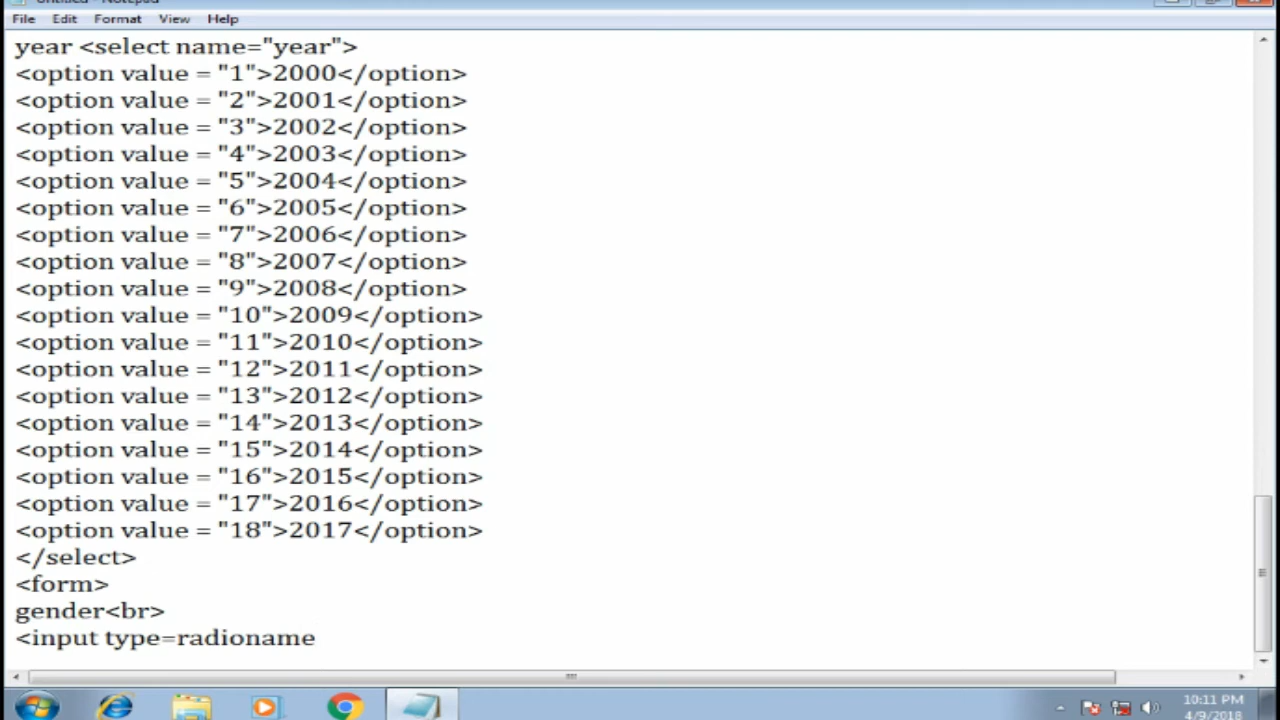 Untitled - Notepad
File Edit Format View Help
year <select name="year">
<option value = "1">2000</option>
<option value = "2">2001</option>
<option value = "3">2002</option>
<option value = "4">2003</option>
<option value = "5">2004</option>
<option value = "6">2005</option>
<option value = "7">2006</option>
<option value = "8">2007</option>
<option value = "9">2008</option>
<option value = "10">2009</option>
<option value = "11">2010</option>
<option value = "12">2011</option>
<option value = "13">2012</option>
<option value = "14">2013</option>
<option value = "15">2014</option>
<option value = "16">2015</option>
<option value = "17">2016</option>
<option value = "18">2017</option>
</select>
<form>
gender<br>
<input type=radioname
10:11 PM
4/9/2018